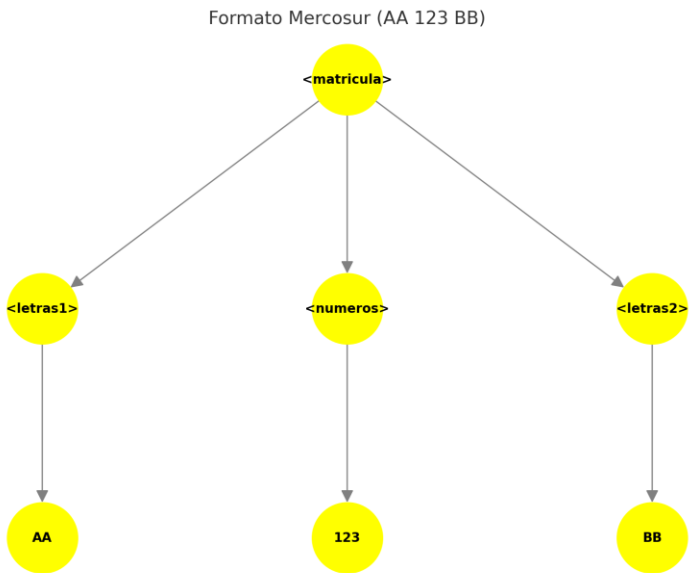 Formato Mercosur (AA 123 BB)
<matricula>
<letras1> <numeros> <letras2>
AA 123 BB